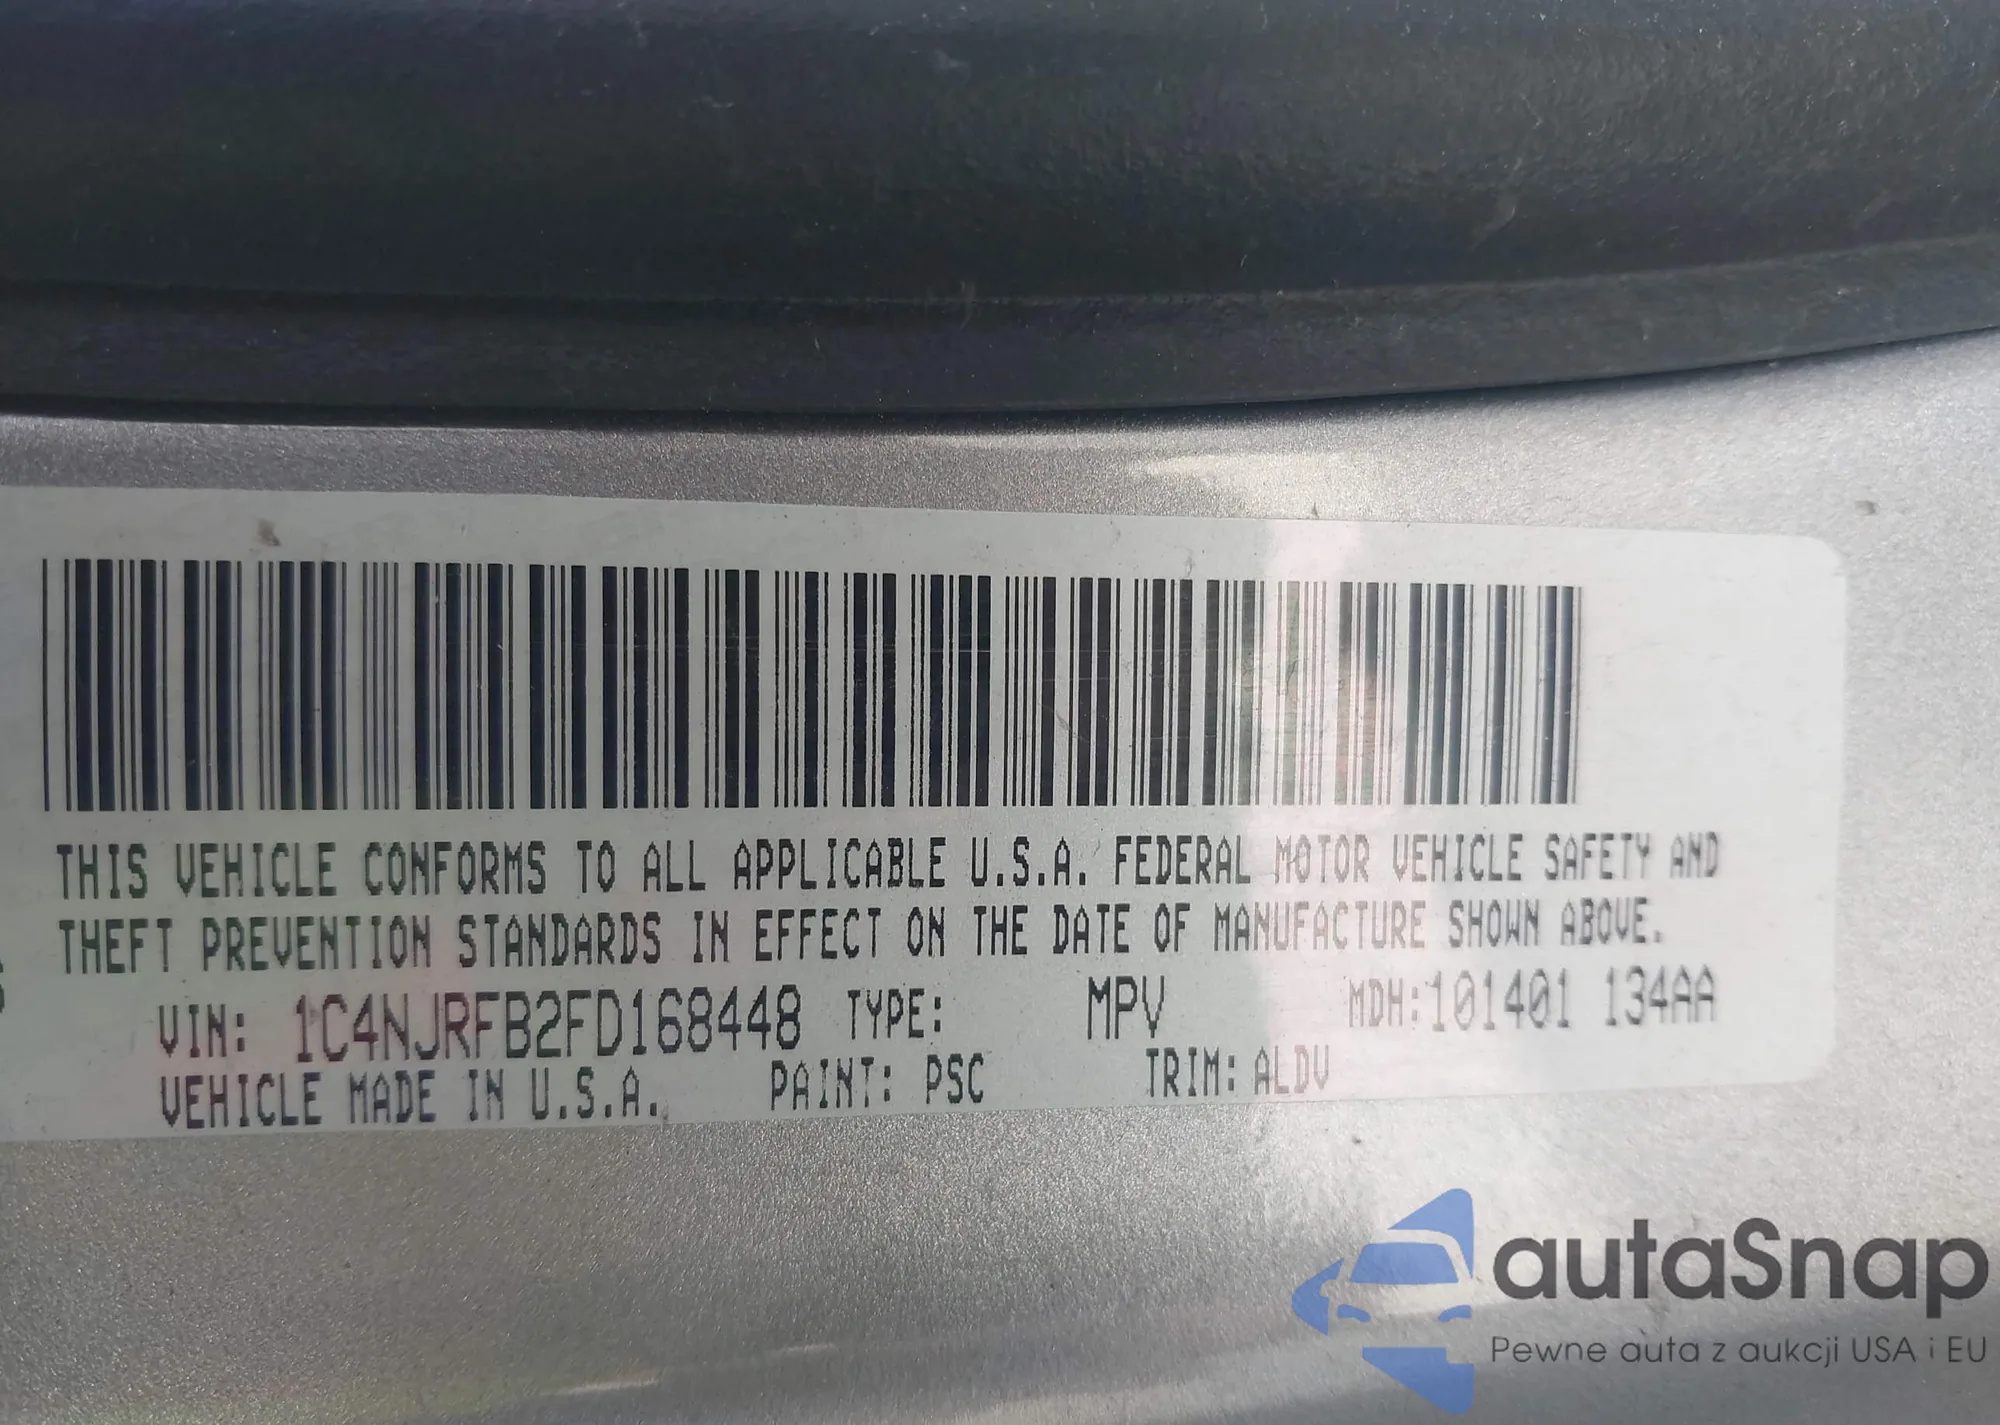 THIS VEHICLE CONFORMS TO ALL APPLICABLE U.S.A. FEDERAL MOTOR VEHICLE SAFETY AND
THEFT PREVENTION STANDARDS IN EFFECT ON THE DATE OF MANUFACTURE SHOWN ABOVE.
VIN: 1C4NJRFB2FD168448 TYPE: MPV MDH:101401 134AA
VEHICLE MADE IN U.S.A. PAINT: PSC TRIM: ALDV
autaSnap
Pewne auta z aukcji USA i EU